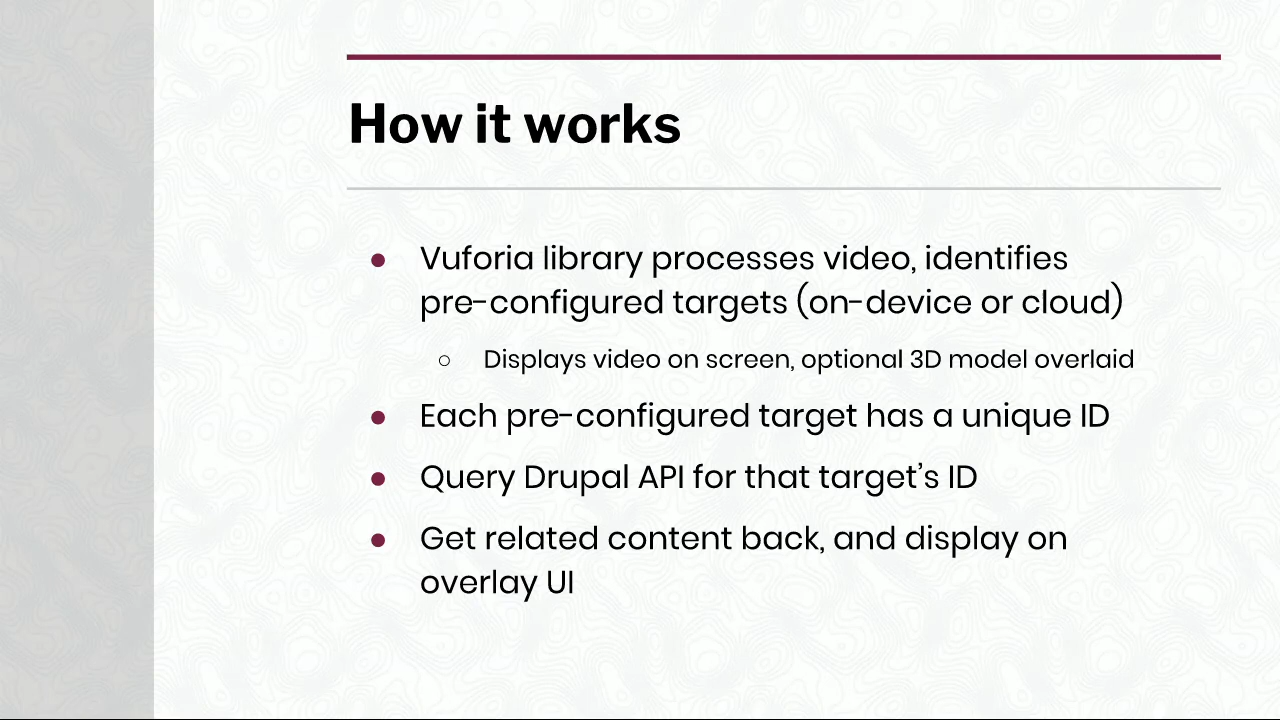 How it works
● Vuforia library processes video, identifies
pre-configured targets (on-device or cloud)
○ Displays video on screen, optional 3D model overlaid
● Each pre-configured target has a unique ID
● Query Drupal API for that target’s ID
● Get related content back, and display on
overlay UI